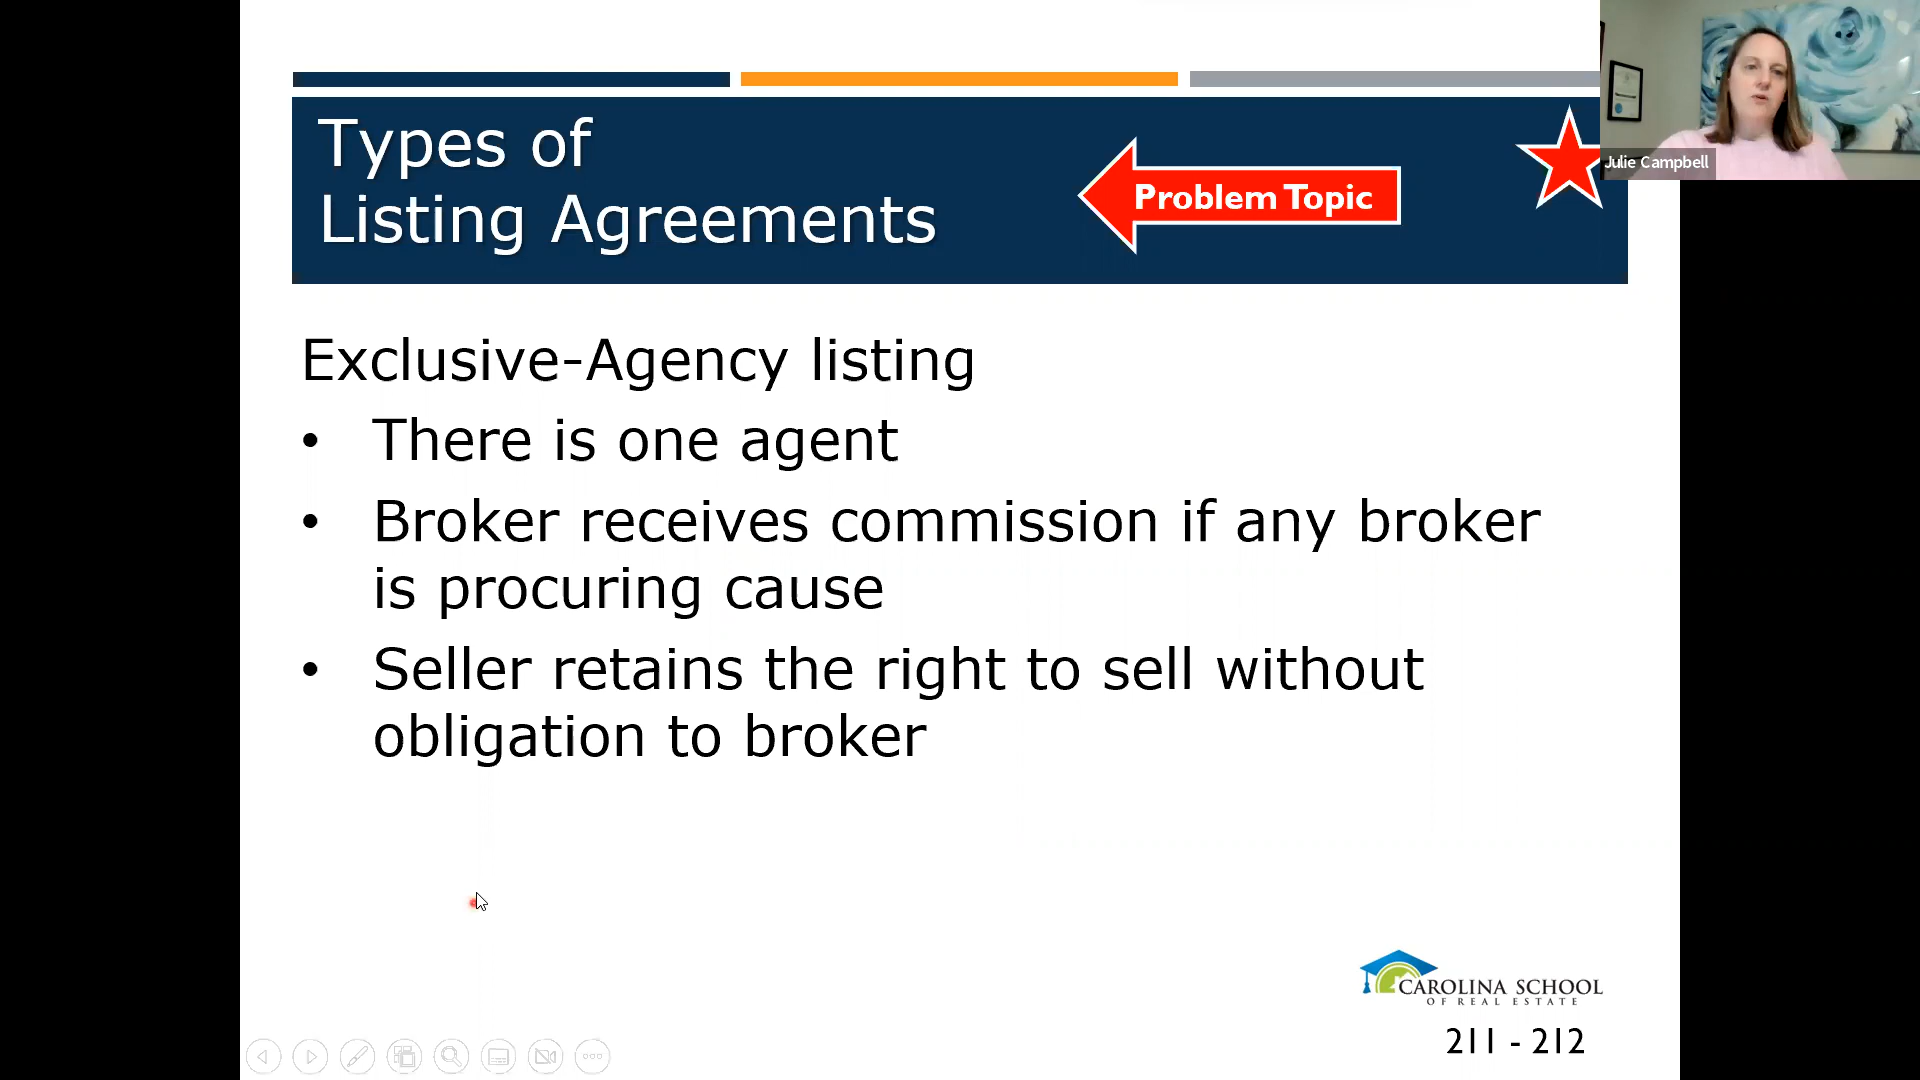 Types of
Listing Agreements
Problem Topic
Julie Campbell
Exclusive-Agency listing
• There is one agent
• Broker receives commission if any broker
is procuring cause
• Seller retains the right to sell without
obligation to broker
CAROLINA SCHOOL
OF REAL ESTATE
211 - 212